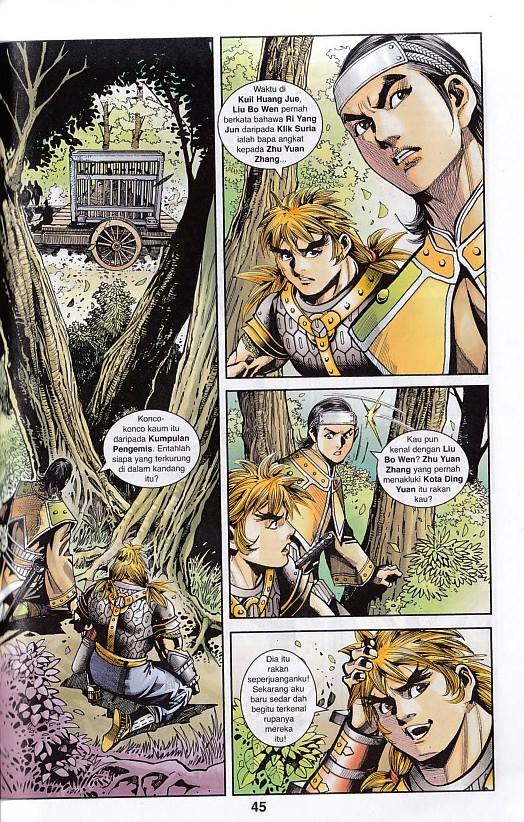 Konco-
konco kaum itu
daripada Kumpulan
Pengemis. Entahlah
siapa yang terkurung
di dalam kandang
itu?
Waktu di
Kuil Huang Jue,
Liu Bo Wen pernah
berkata bahawa Ri Yang
Jun daripada Klik Suria
ialah bapa angkat
kepada Zhu Yuan
Zhang...
Kau pun
kenal dengan Liu
Bo Wen? Zhu Yuan
Zhang yang pernah
menakluki Kota Ding
Yuan itu rakan
kau?
Dia itu
rakan
seperjuanganku!
Sekarang aku
baru sedar dah
begitu terkenal
rupanya
mereka
itu!
45